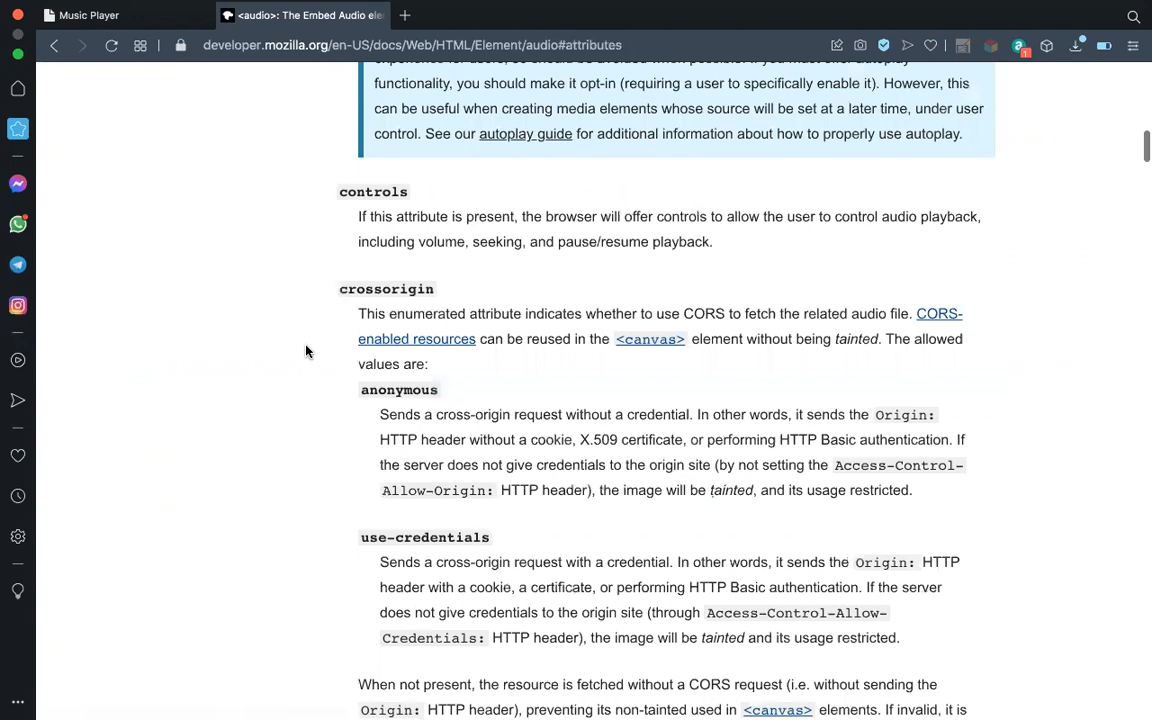 Music Player
<audio>: The Embed Audio ele
developer.mozilla.org/en-US/docs/Web/HTML/Element/audio#attributes
1
functionality, you should make it opt-in (requiring a user to specifically enable it). However, this
can be useful when creating media elements whose source will be set at a later time, under user
control. See our autoplay guide for additional information about how to properly use autoplay.
controls
If this attribute is present, the browser will offer controls to allow the user to control audio playback,
including volume, seeking, and pause/resume playback.
crossorigin
This enumerated attribute indicates whether to use CORS to fetch the related audio file. CORS-
enabled resources can be reused in the <canvas> element without being tainted. The allowed
values are:
anonymous
Sends a cross-origin request without a credential. In other words, it sends the Origin:
HTTP header without a cookie, X.509 certificate, or performing HTTP Basic authentication. If
the server does not give credentials to the origin site (by not setting the Access-Control-
Allow-Origin: HTTP header), the image will be tainted, and its usage restricted.
use-credentials
Sends a cross-origin request with a credential. In other words, it sends the Origin: HTTP
header with a cookie, a certificate, or performing HTTP Basic authentication. If the server
does not give credentials to the origin site (through Access-Control-Allow-
Credentials: HTTP header), the image will be tainted and its usage restricted.
When not present, the resource is fetched without a CORS request (i.e. without sending the
Origin: HTTP header), preventing its non-tainted used in <canvas> elements. If invalid, it is